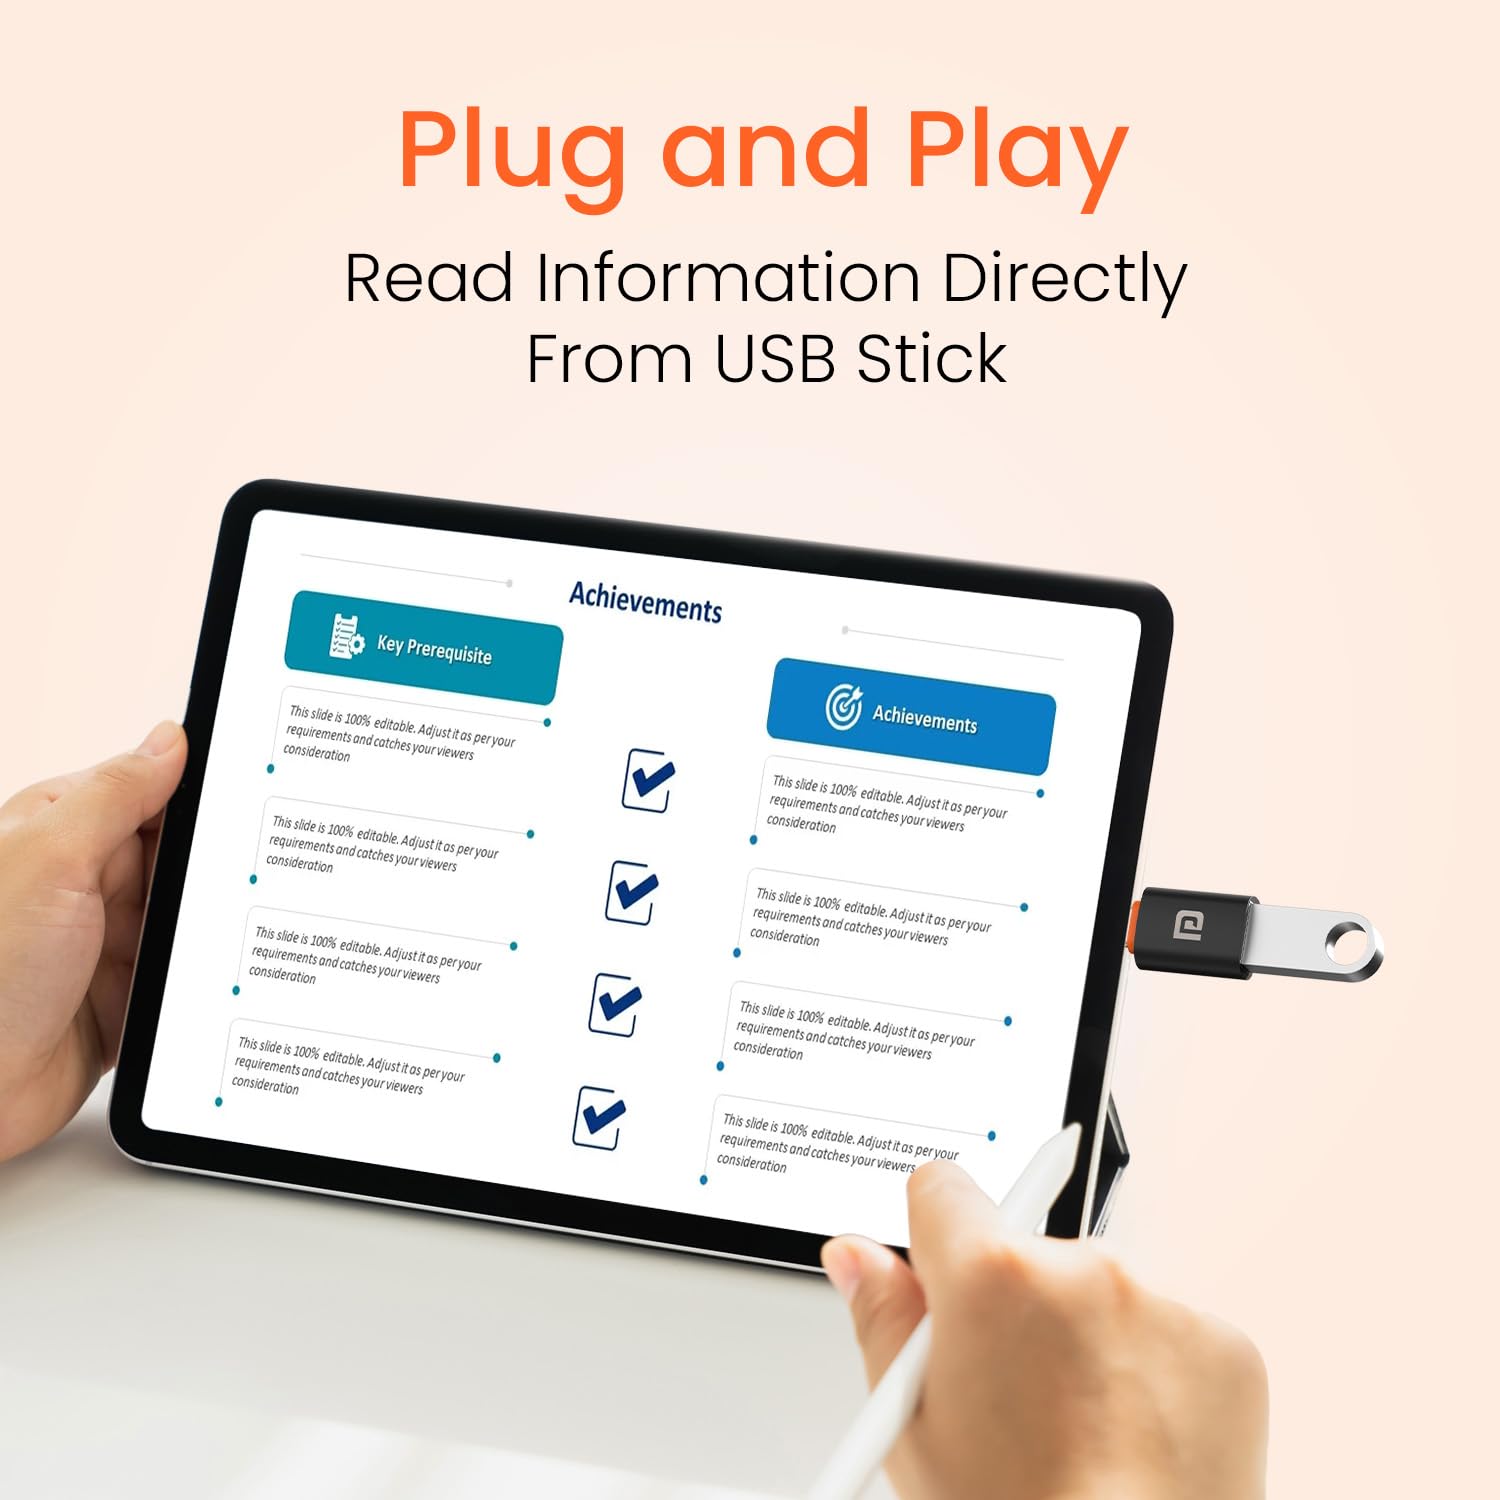 Plug and Play
Read Information Directly
From USB Stick
Achievements
Key Prerequisite
This slide is 100% editable. Adjust it as per your
requirements and catches your viewers
consideration
This slide is 100% editable. Adjust it as per your
requirements and catches your viewers
consideration
This slide is 100% editable. Adjust it as per your
requirements and catches your viewers
consideration
This slide is 100% editable. Adjust it as per your
requirements and catches your viewers
consideration
Achievements
This slide is 100% editable. Adjust it as per your
requirements and catches your viewers
consideration
This slide is 100% editable. Adjust it as per your
requirements and catches your viewers
consideration
This slide is 100% editable. Adjust it as per your
requirements and catches your viewers
consideration
This slide is 100% editable. Adjust it as per your
requirements and catches your viewers
consideration